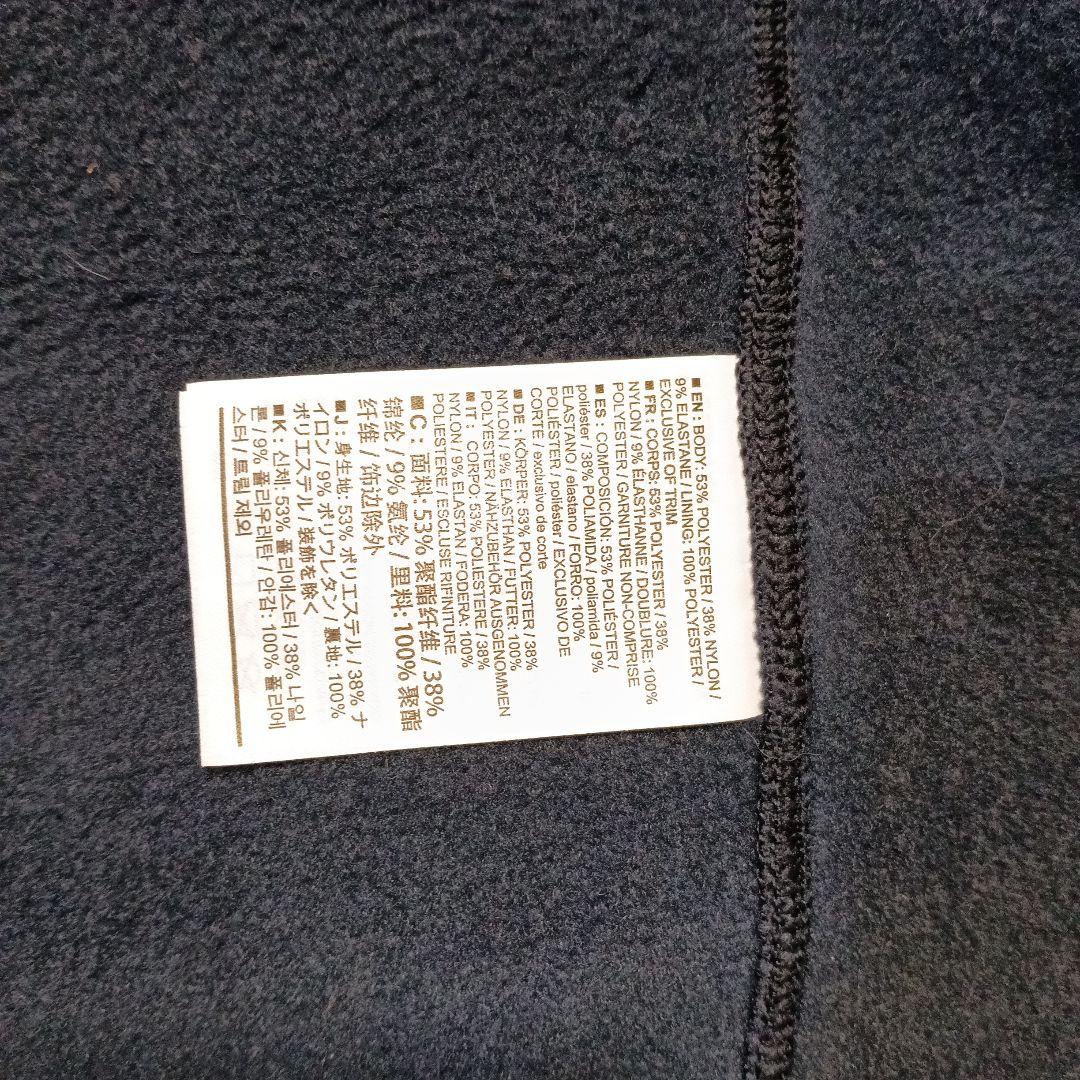 ■ EN: BODY: 53% POLYESTER / 38% NYLON /
9% ELASTANE / LINING: 100% POLYESTER /
EXCLUSIVE OF TRIM
■ FR : CORPS: 53% POLYESTER / 38%
NYLON / 9% ÉLASTHANNE / DOUBLURE: 100%
POLYESTER / GARNITURE NON-COMPRISE
■ ES : COMPOSICIÓN: 53% POLIÉSTER /
poliéster / 38% POLIAMIDA / poliamida / 9%
ELASTANO / elastano / FORRO: 100%
POLIÉSTER / poliéster / EXCLUSIVO DE
CORTE / exclusivo de corte
■ DE : KÖRPER: 53% POLYESTER / 38%
NYLON / 9% ELASTHAN / FUTTER: 100%
POLYESTER / NÄHZUBEHÖR AUSGENOMMEN
■ IT : CORPO: 53% POLIESTERE / 38%
NYLON / 9% ELASTAN / FODERA: 100%
POLIESTERE / ESCLUSE RIFINITURE
■ C : 面料: 53% 聚酯纤维 / 38%
锦纶 / 9% 氨纶 / 里料: 100% 聚酯
纤维 / 饰边除外
■ J : 身生地: 53% ポリエステル / 38% ナ
イロン / 9% ポリウレタン / 裏地: 100%
ポリエステル / 装飾を除く
■ K : 신체: 53% 폴리에스터 / 38% 나일
론 / 9% 폴리우레탄 / 안감: 100% 폴리에
스터 / 트림 제외